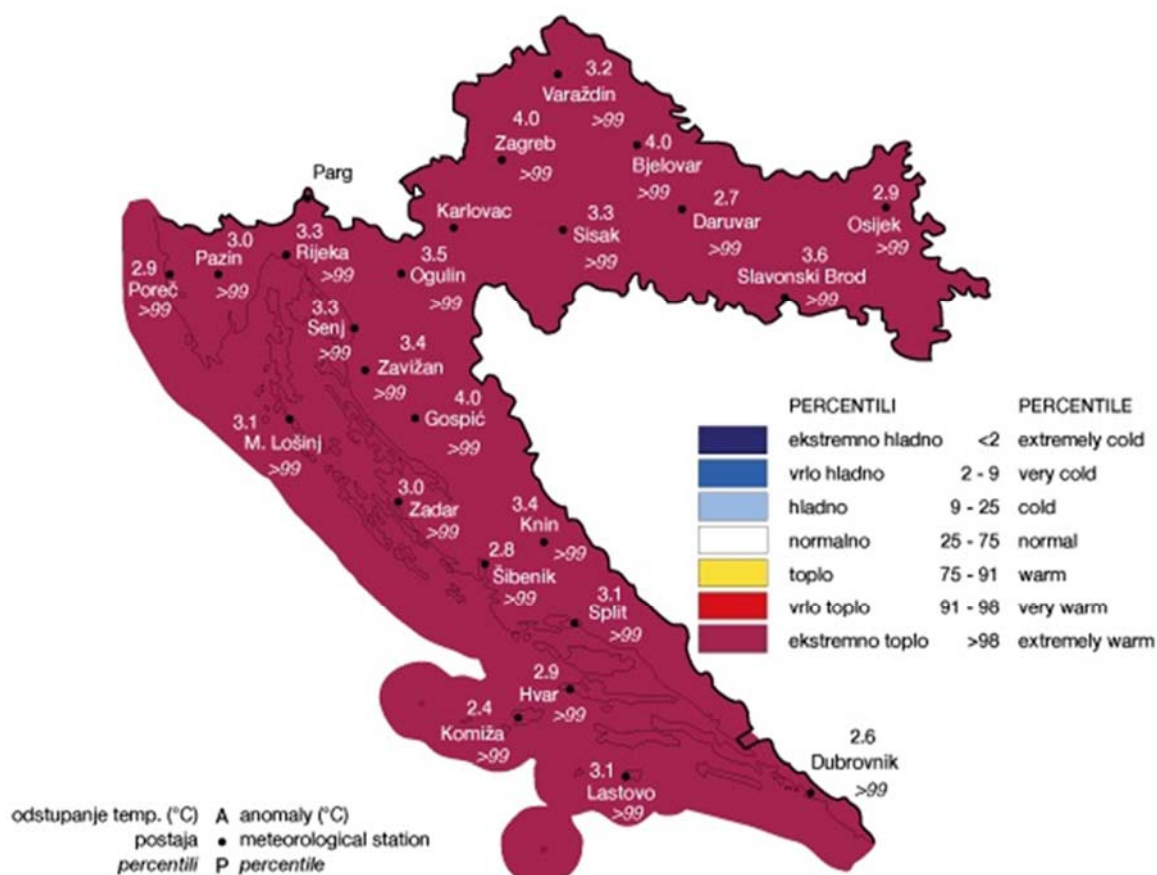 3.2
Varaždin
>99
4.0
Zagreb
>99
4.0
Bjelovar
>99
Parg
Karlovac
3.3
Sisak
>99
2.7
Daruvar
>99
2.9
Osijek
>99
3.6
Slavonski Brod
>99
2.9
Poreč
>99
3.0
Pazin
>99
3.3
Rijeka
>99
3.5
Ogulin
>99
3.3
Senj
>99
3.4
Zavižan
>99
4.0
Gospić
>99
3.1
M. Lošinj
>99
3.0
Zadar
>99
3.4
Knin
>99
2.8
Šibenik
>99
3.1
Split
>99
2.9
Hvar
>99
2.4
Komiža
>99
3.1
Lastovo
>99
2.6
Dubrovnik
>99
PERCENTILI PERCENTILE
ekstremno hladno <2 extremely cold
vrlo hladno 2 - 9 very cold
hladno 9 - 25 cold
normalno 25 - 75 normal
toplo 75 - 91 warm
vrlo toplo 91 - 98 very warm
ekstremno toplo >98 extremely warm
odstupanje temp. (°C) A anomaly (°C)
postaja • meteorological station
percentili P percentile